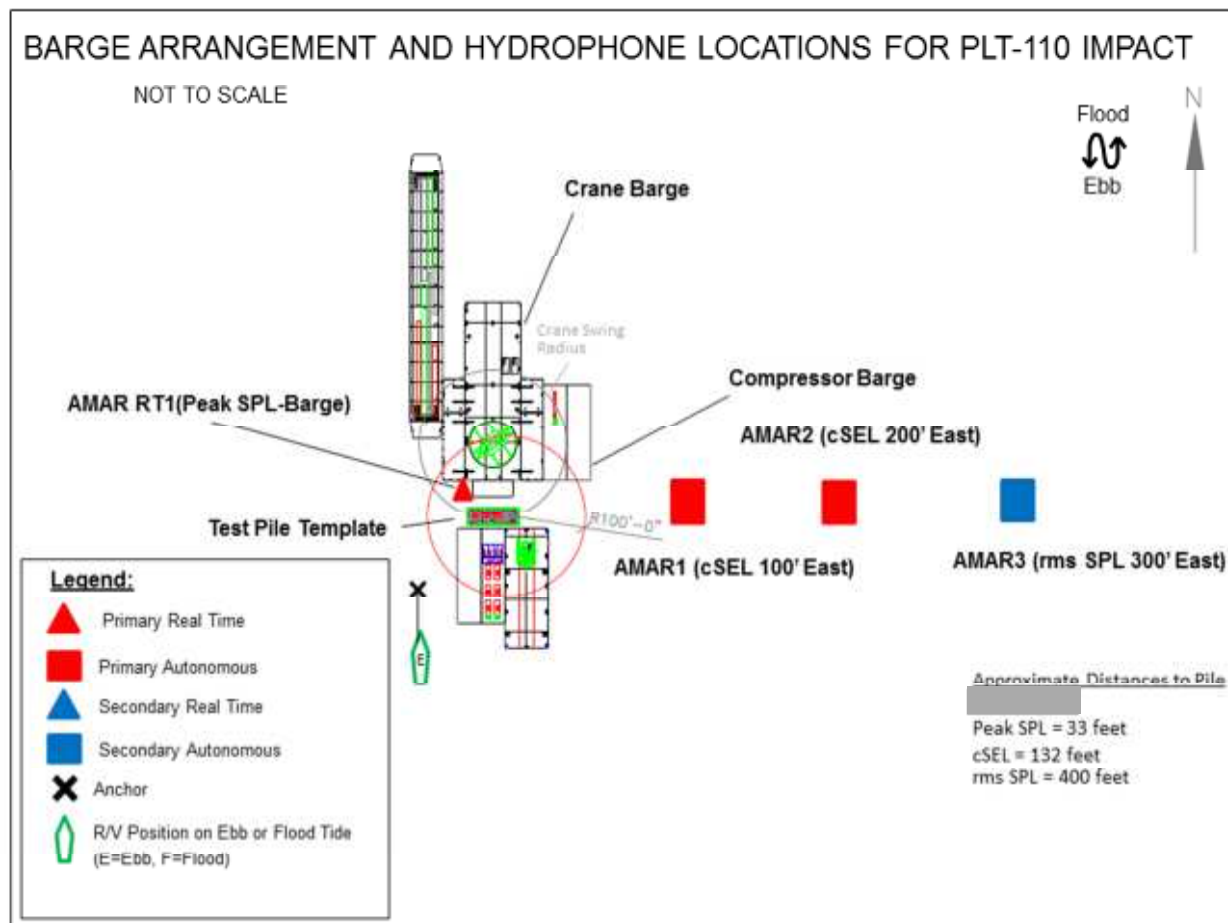 BARGE ARRANGEMENT AND HYDROPHONE LOCATIONS FOR PLT-110 IMPACT
NOT TO SCALE
N
Flood
Ebb
Crane Barge
Crane Swing
Radius
Compressor Barge
AMAR RT1(Peak SPL-Barge)
AMAR2 (cSEL 200' East)
Test Pile Template
R100'-0"
AMAR1 (cSEL 100' East)
AMAR3 (rms SPL 300' East)
E
Legend:
Primary Real Time
Primary Autonomous
Secondary Real Time
Secondary Autonomous
Anchor
R/V Position on Ebb or Flood Tide
(E=Ebb, F=Flood)
Approximate Distances to Pile
Peak SPL = 33 feet
cSEL = 132 feet
rms SPL = 400 feet